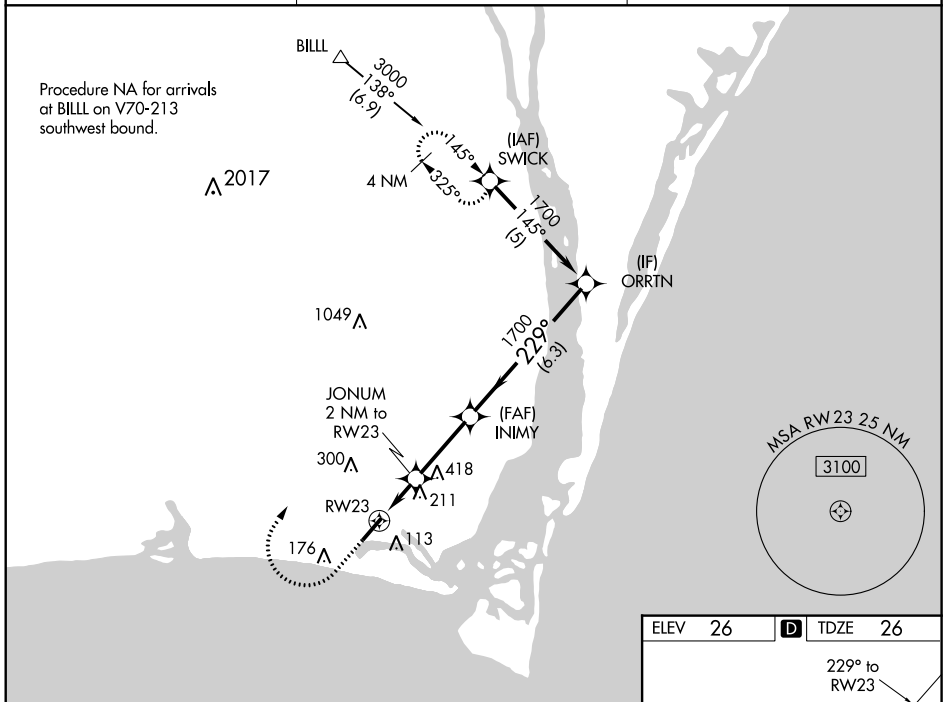 BILLL
3000
138°
(6.9)
Procedure NA for arrivals
at BILLL on V70-213
southwest bound.
145°
325°
4 NM
(IAF)
SWICK
2017
1700
145°
(5)
(IF)
ORRTN
1049
1700
229°
(6.3)
JONUM
2 NM to
RW23
(FAF)
INIMY
300
418
211
RW23
176
113
MSA RW 23 25 NM
3100
ELEV 26 D TDZE 26
229° to
RW23